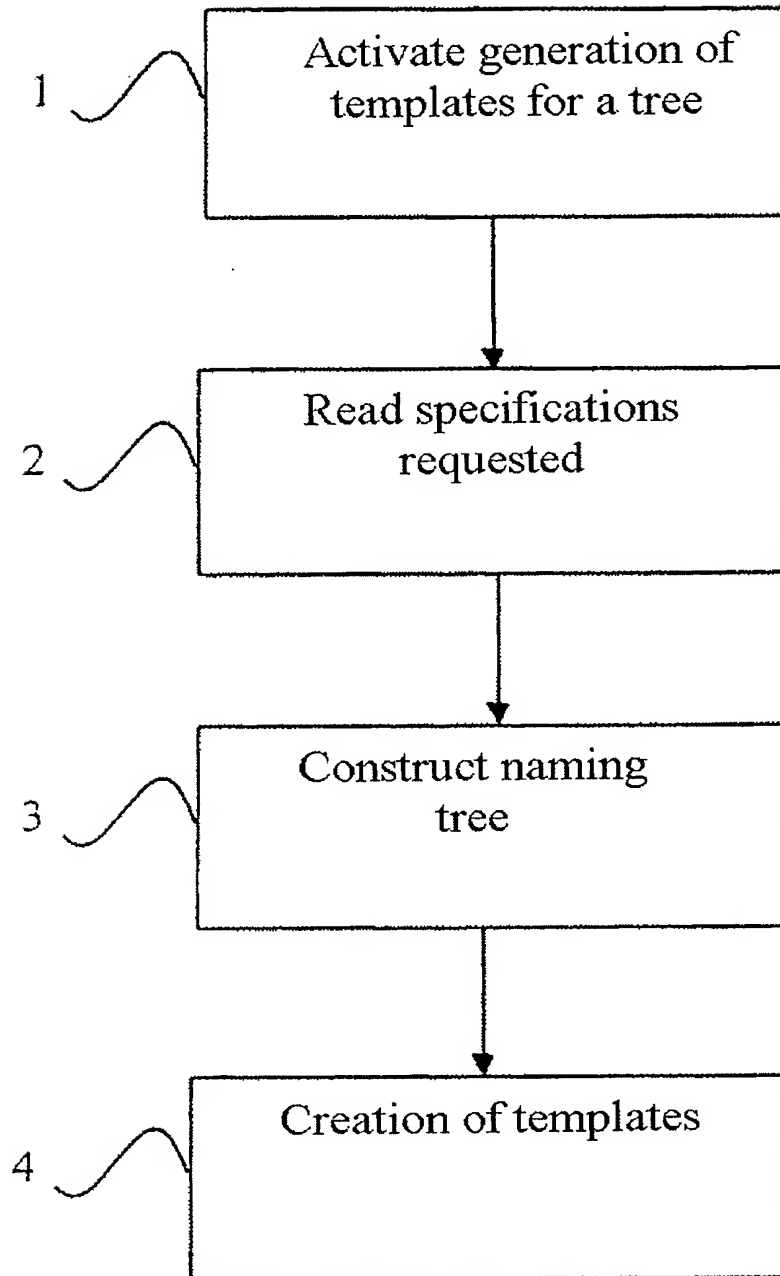 1
Activate generation of
templates for a tree
2
Read specifications
requested
3
Construct naming
tree
4
Creation of templates